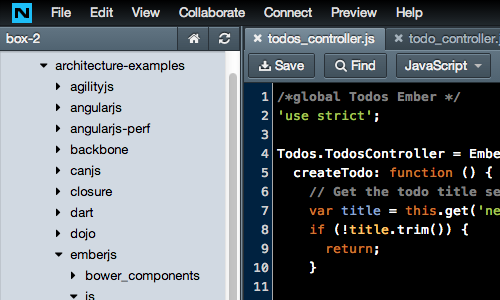 N File Edit View Collaborate Connect Preview Help
box-2
architecture-examples
agilityjs
angularjs
angularjs-perf
backbone
canjs
closure
dart
dojo
emberjs
bower_components
js
× todos_controller.js × todo_controller.
Save Find JavaScript
1 /*global Todos Ember */
2 'use strict';
3
4 Todos.TodosController = Embe
5 createTodo: function () {
6 // Get the todo title se
7 var title = this.get('ne
8 if (!title.trim()) {
9 return;
10 }
11